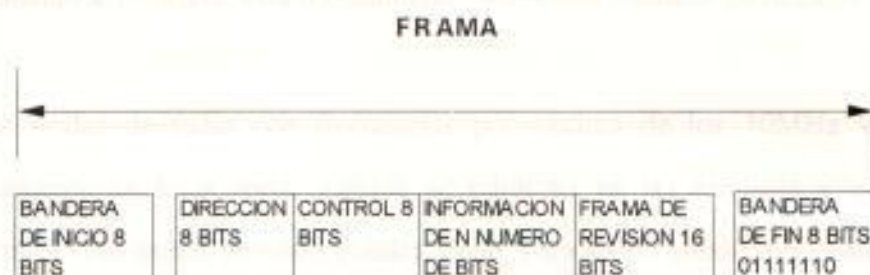 FRAMA
BANDERA
DE INICIO 8
BITS
DIRECCION
8 BITS
CONTROL 8
BITS
INFORMACION
DE N NUMERO
DE BITS
FRAMA DE
REVISION 16
BITS
BANDERA
DE FIN 8 BITS
01111110